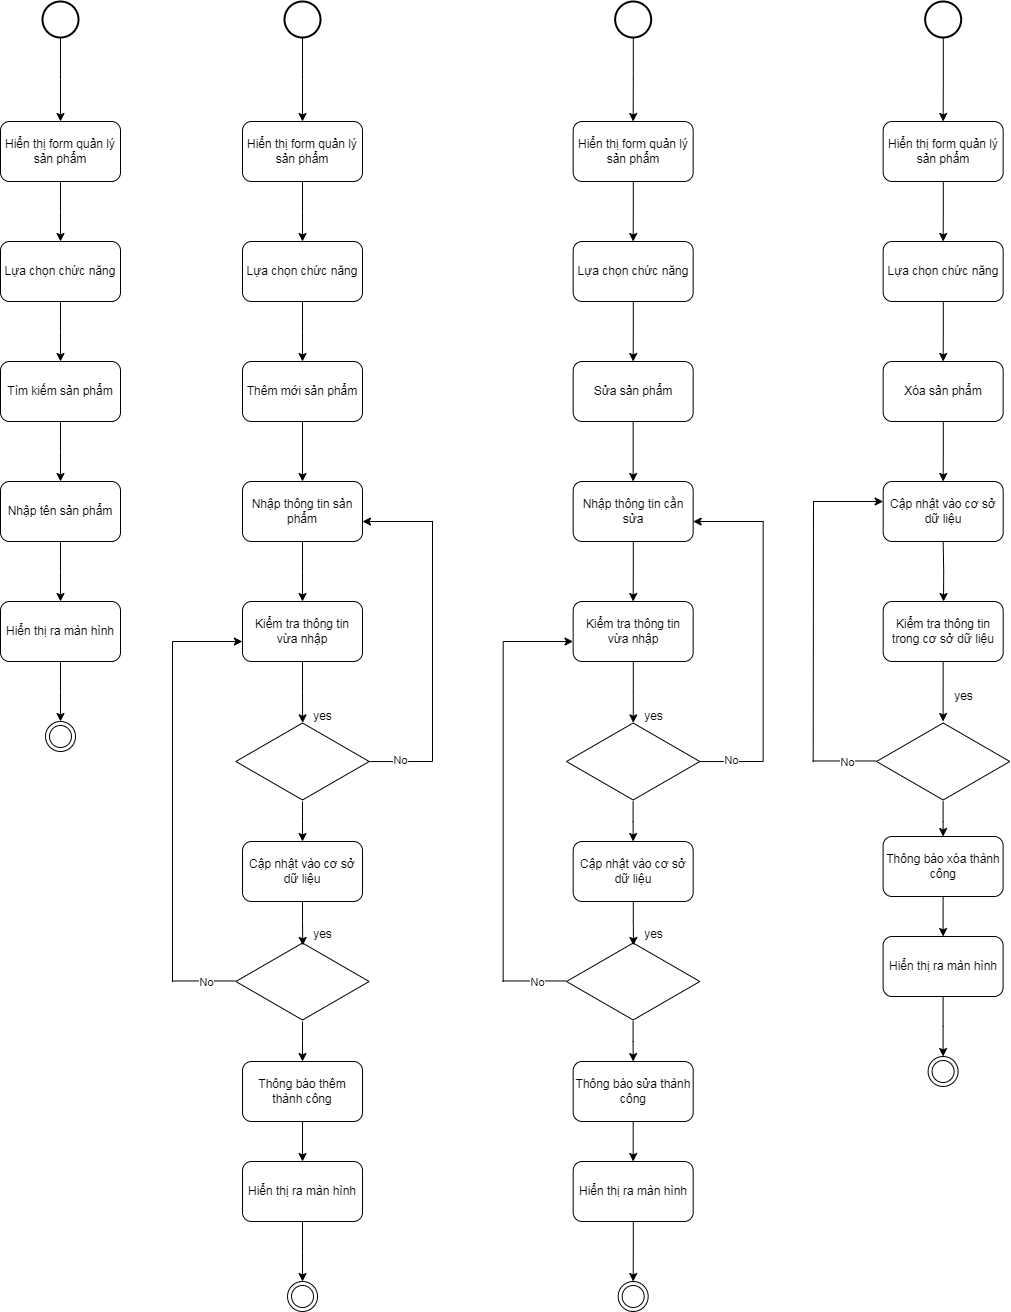 Hiển thị form quản lý
sản phẩm
Lựa chọn chức năng
Tìm kiếm sản phẩm
Nhập tên sản phẩm
Hiển thị ra màn hình
Hiển thị form quản lý
sản phẩm
Lựa chọn chức năng
Thêm mới sản phẩm
Nhập thông tin sản
phẩm
Kiểm tra thông tin
vừa nhập
yes
No
Cập nhật vào cơ sở
dữ liệu
yes
No
Thông báo thêm
thành công
Hiển thị ra màn hình
Hiển thị form quản lý
sản phẩm
Lựa chọn chức năng
Sửa sản phẩm
Nhập thông tin cần
sửa
Kiểm tra thông tin
vừa nhập
yes
No
Cập nhật vào cơ sở
dữ liệu
yes
No
Thông báo sửa thành
công
Hiển thị ra màn hình
Hiển thị form quản lý
sản phẩm
Lựa chọn chức năng
Xóa sản phẩm
Cập nhật vào cơ sở
dữ liệu
Kiểm tra thông tin
trong cơ sở dữ liệu
yes
No
Thông báo xóa thành
công
Hiển thị ra màn hình